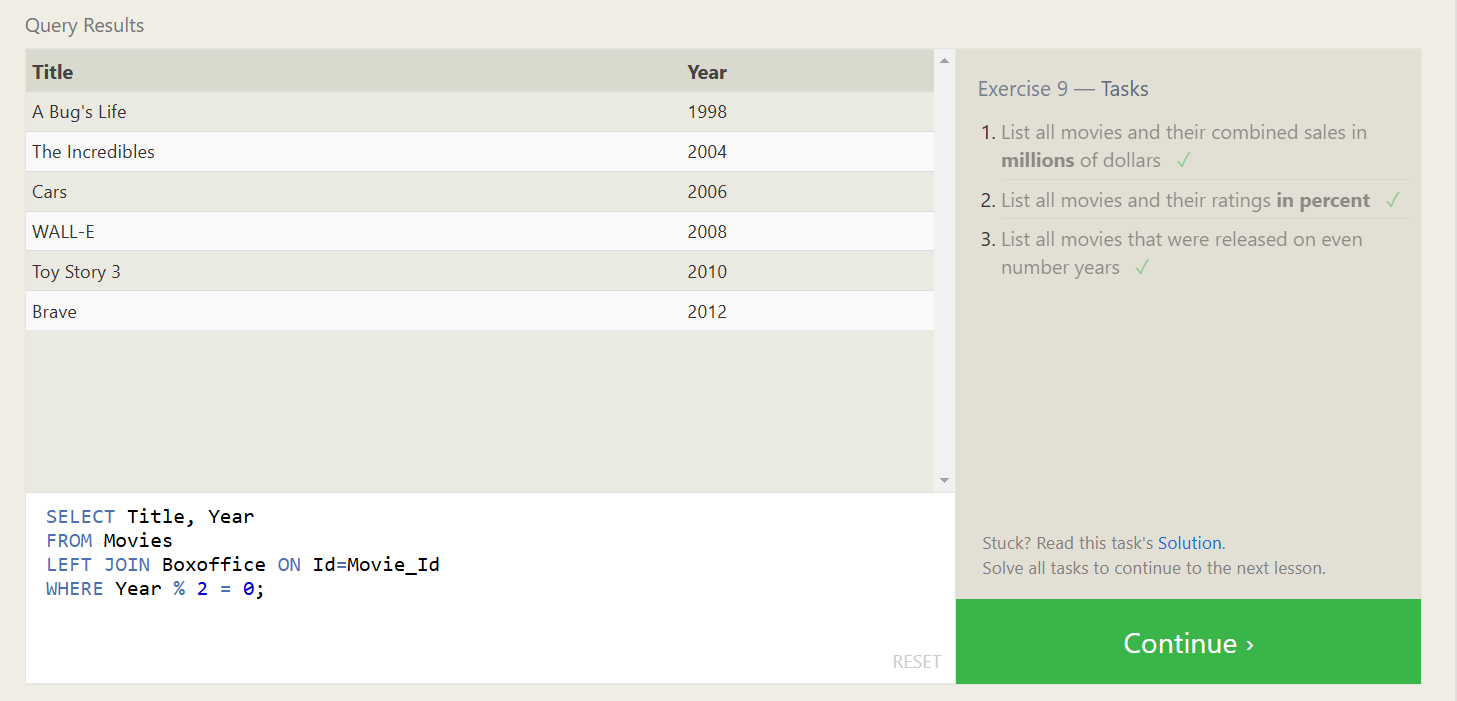 Query Results
Title Year
A Bug's Life 1998
The Incredibles 2004
Cars 2006
WALL-E 2008
Toy Story 3 2010
Brave 2012
SELECT Title, Year
FROM Movies
LEFT JOIN Boxoffice ON Id=Movie_Id
WHERE Year % 2 = 0;
RESET
Exercise 9 — Tasks
1. List all movies and their combined sales in
millions of dollars ✓
2. List all movies and their ratings in percent ✓
3. List all movies that were released on even
number years ✓
Stuck? Read this task's Solution.
Solve all tasks to continue to the next lesson.
Continue ›